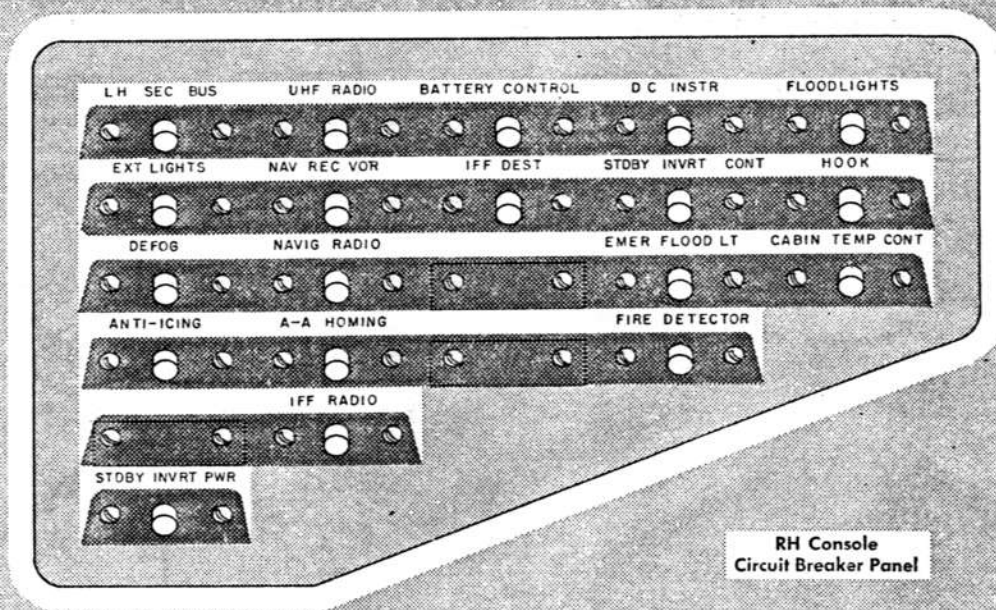 LH SEC BUS UHF RADIO BATTERY CONTROL DC INSTR FLOODLIGHTS
EXT LIGHTS NAV REC VOR IFF DEST STDBY INVRT CONT HOOK
DEFOG NAVIG RADIO EMER FLOOD LT CABIN TEMP CONT
ANTI-ICING A-A HOMING FIRE DETECTOR
IFF RADIO
STDBY INVRT PWR
RH Console
Circuit Breaker Panel